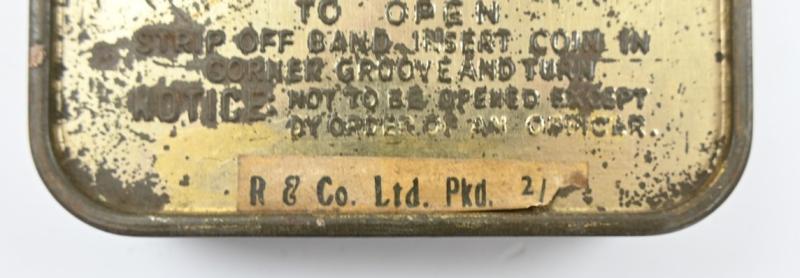 TO OPEN
STRIP OFF BAND. INSERT COIN IN
CORNER GROOVE AND TURN
NOTICE NOT TO BE OPENED EXCEPT
BY ORDER OF AN OFFICER.
R & Co. Ltd. Pkd. 2/